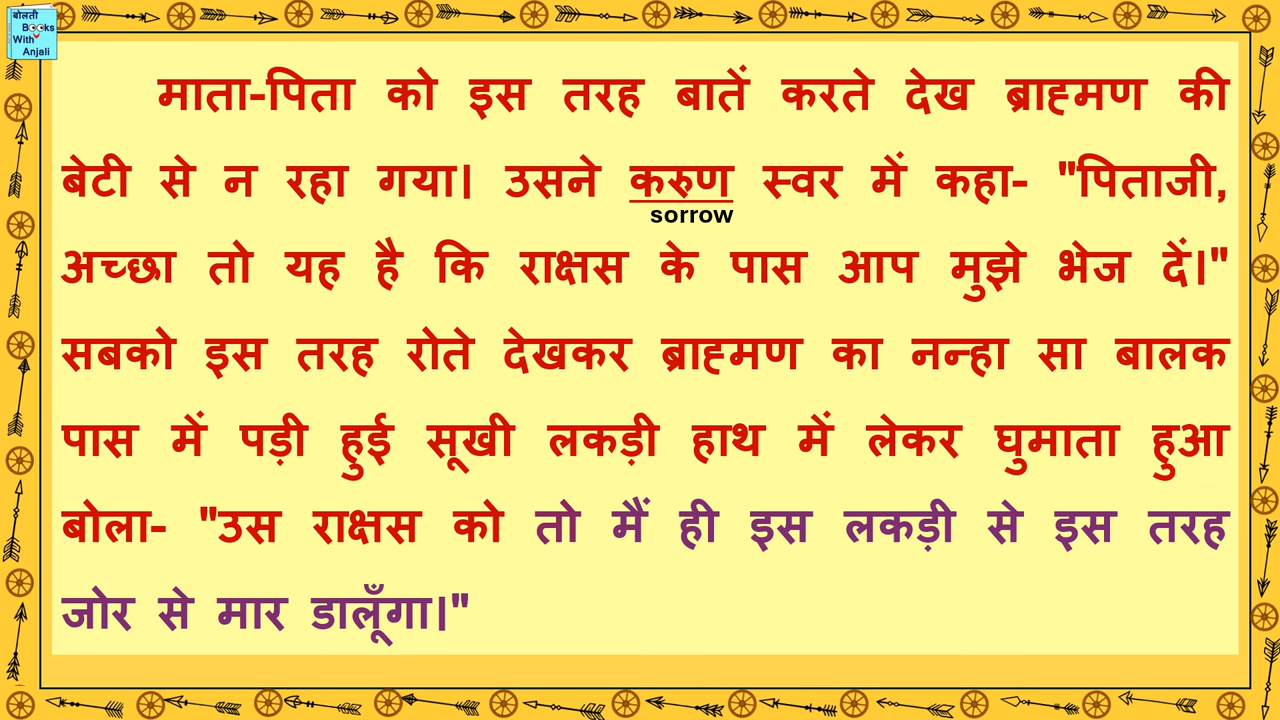 बोलती
Books
With
Anjali
माता-पिता को इस तरह बातें करते देख ब्राह्मण की
बेटी से न रहा गया। उसने करुण स्वर में कहा- "पिताजी,
sorrow
अच्छा तो यह है कि राक्षस के पास आप मुझे भेज दें।"
सबको इस तरह रोते देखकर ब्राह्मण का नन्हा सा बालक
पास में पड़ी हुई सूखी लकड़ी हाथ में लेकर घुमाता हुआ
बोला- "उस राक्षस को तो मैं ही इस लकड़ी से इस तरह
जोर से मार डालूँगा।"